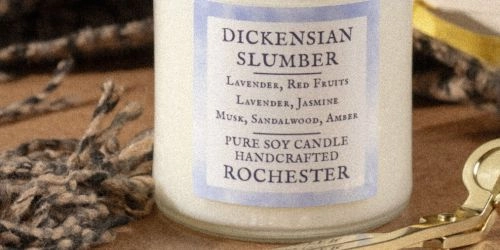 DICKENSIAN
SLUMBER
LAVENDER, RED FRUITS
LAVENDER, JASMINE
MUSK, SANDALWOOD, AMBER
PURE SOY CANDLE
HANDCRAFTED
ROCHESTER